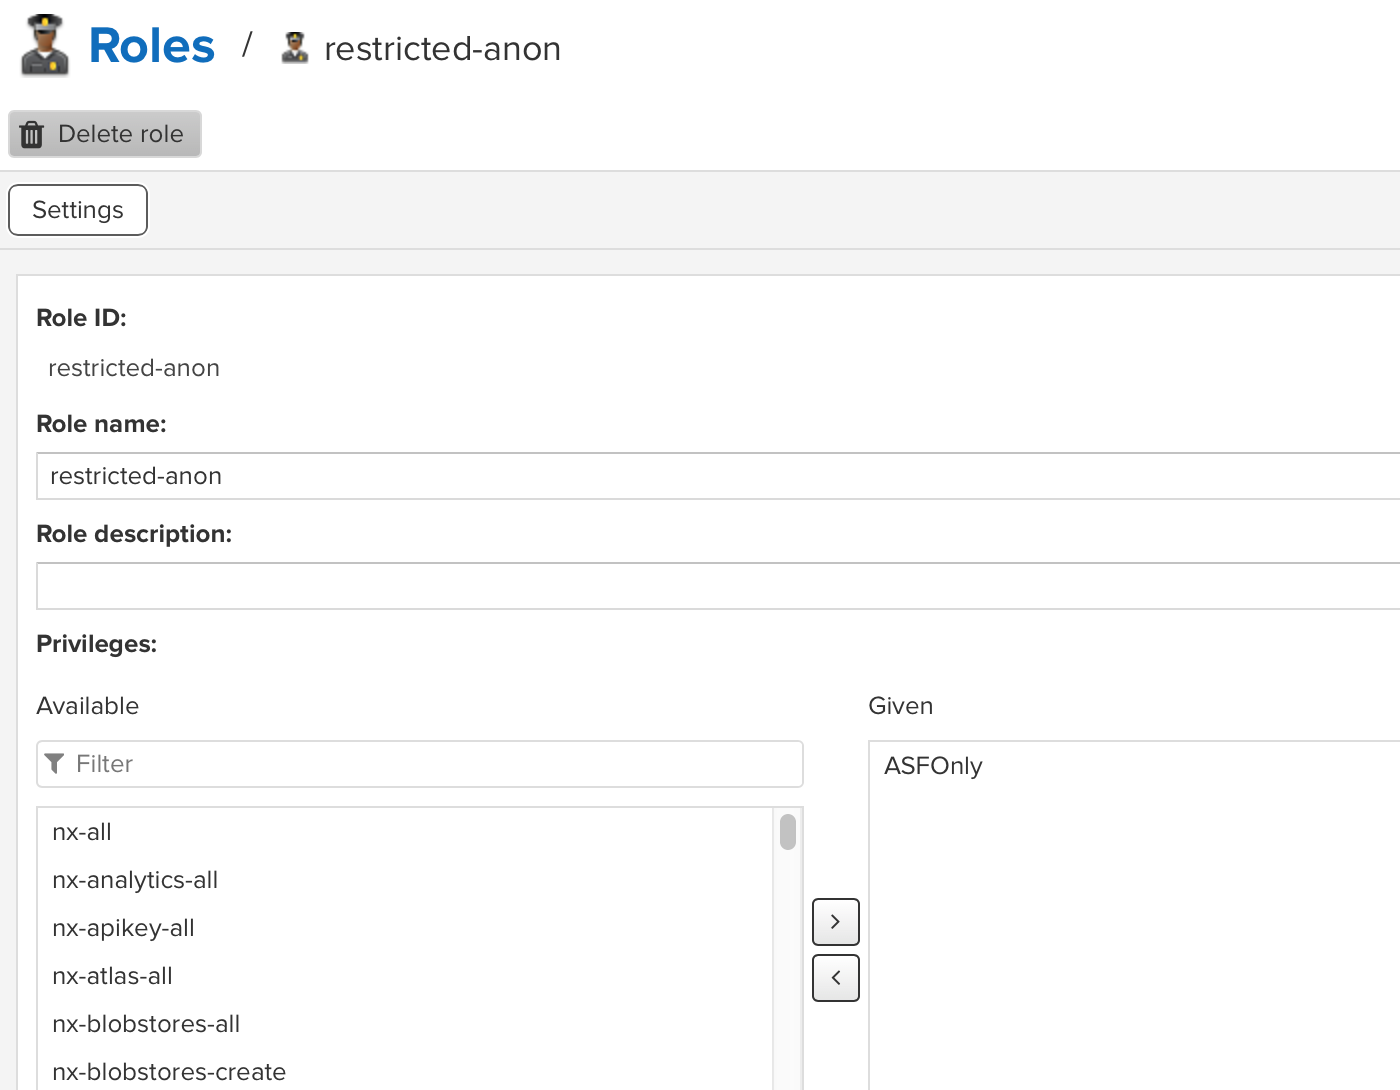 Roles / restricted-anon
Delete role
Settings
Role ID:
restricted-anon
Role name:
restricted-anon
Role description:
Privileges:
Available
Given
Filter
ASFOnly
nx-all
nx-analytics-all
nx-apikey-all
nx-atlas-all
nx-blobstores-all
nx-blobstores-create